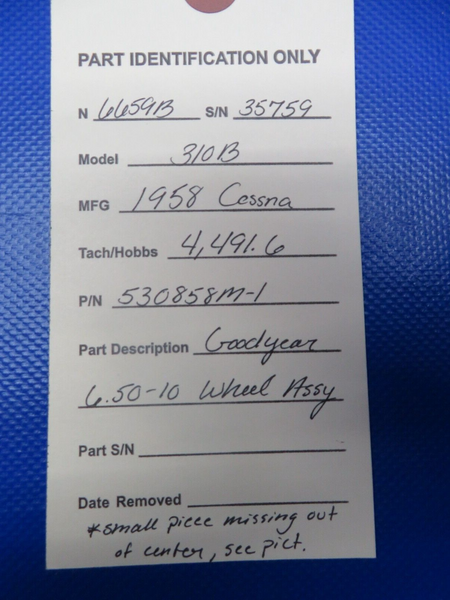 PART IDENTIFICATION ONLY
N 6659B S/N 35759
Model 310B
MFG 1958 Cessna
Tach/Hobbs 4,491.6
P/N 530858M-1
Part Description Goodyear
6.50-10 Wheel Assy
Part S/N
Date Removed
*small piece missing out
of center, see pict.